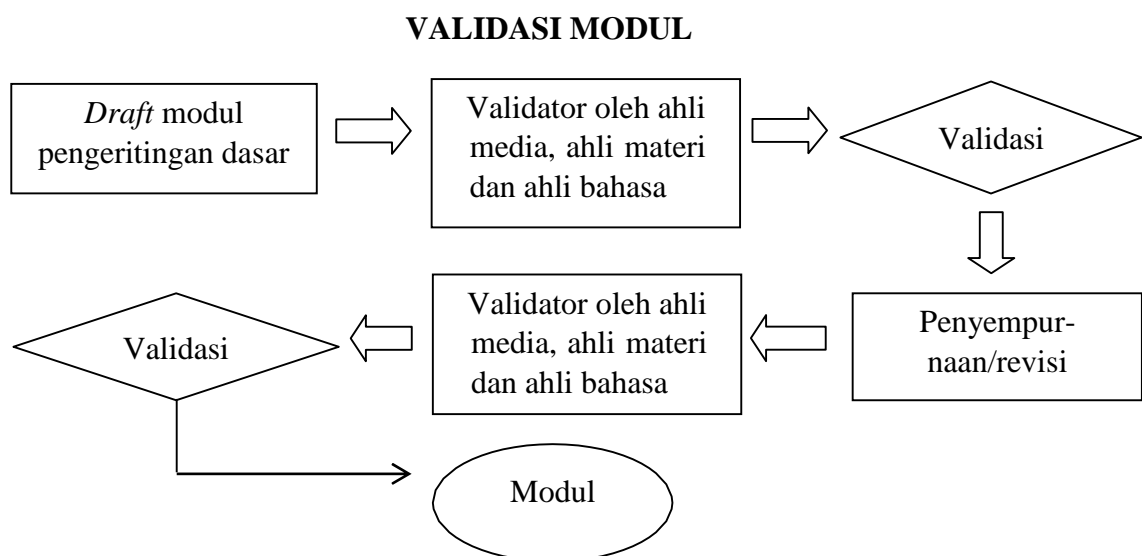 VALIDASI MODUL
Draft modul
pengeritingan dasar
Validator oleh ahli
media, ahli materi
dan ahli bahasa
Validasi
Penyempur-
naan/revisi
Validator oleh ahli
media, ahli materi
dan ahli bahasa
Validasi
Modul